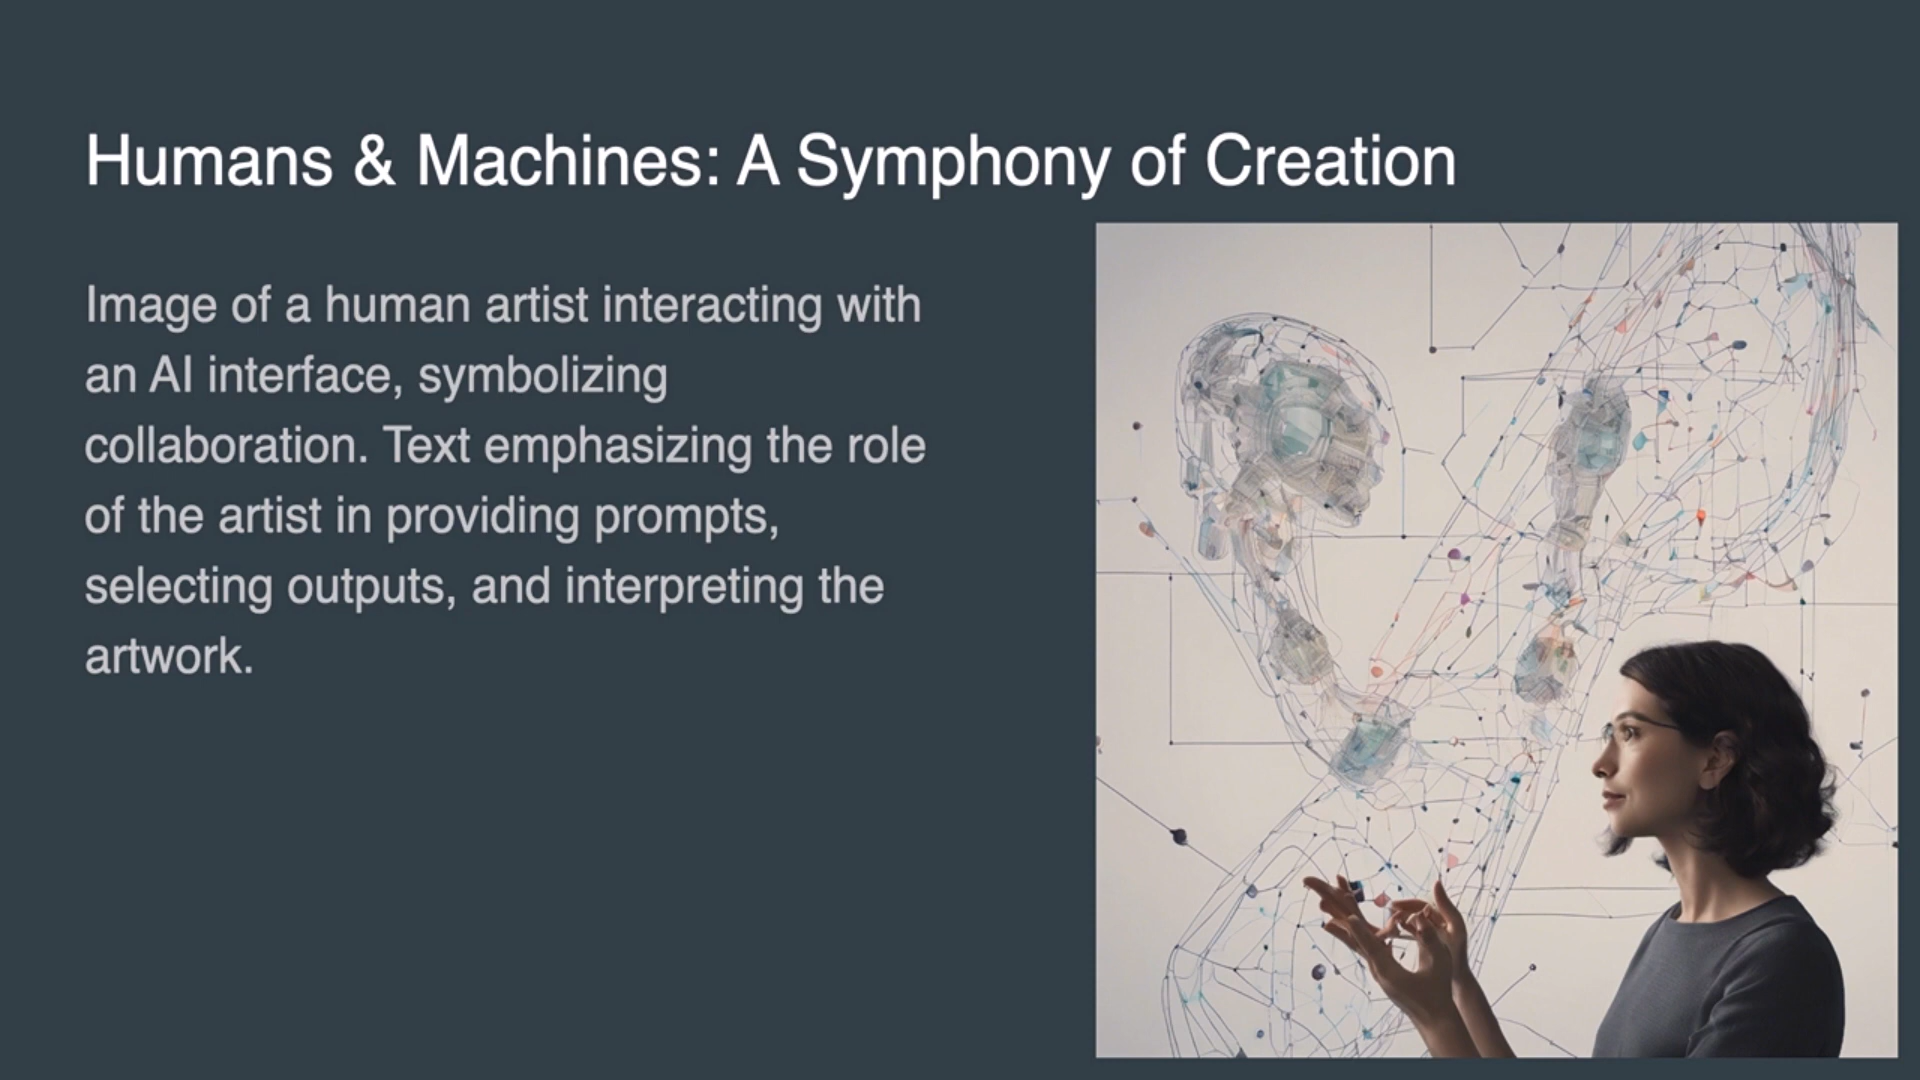 Humans & Machines: A Symphony of Creation
Image of a human artist interacting with
an AI interface, symbolizing
collaboration. Text emphasizing the role
of the artist in providing prompts,
selecting outputs, and interpreting the
artwork.